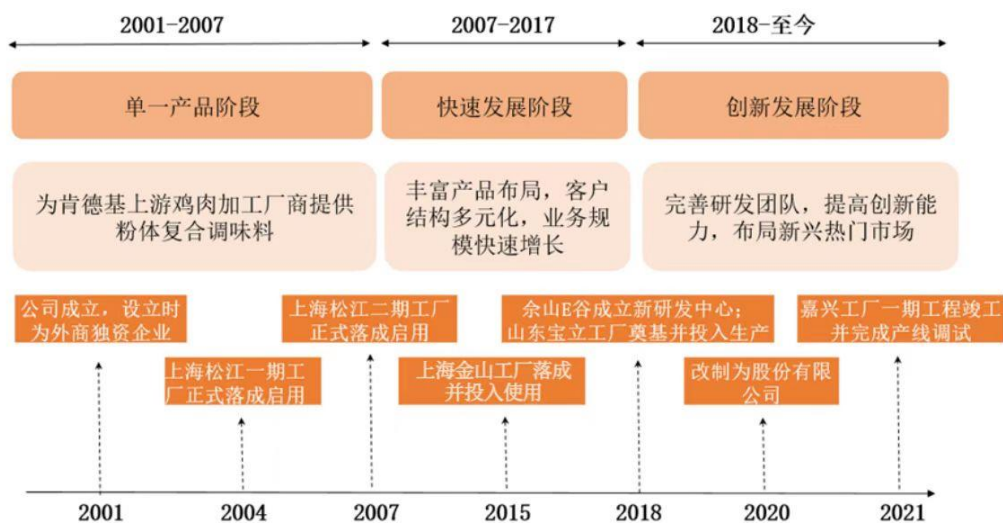 2001-2007
2007-2017
2018-至今
单一产品阶段
快速发展阶段
创新发展阶段
为肯德基上游鸡肉加工厂商提供
粉体复合调味料
丰富产品布局，客户
结构多元化，业务规
模快速增长
完善研发团队，提高创新能
力，布局新兴热门市场
公司成立，设立时
为外商独资企业
上海松江二期工厂
正式落成启用
佘山E谷成立新研发中心；
山东宝立工厂奠基并投入生产
嘉兴工厂一期工程竣工
并完成产线调试
上海松江一期工
厂正式落成启用
上海金山工厂落成
并投入使用
改制为股份有限
公司
2001
2004
2007
2015
2018
2020
2021